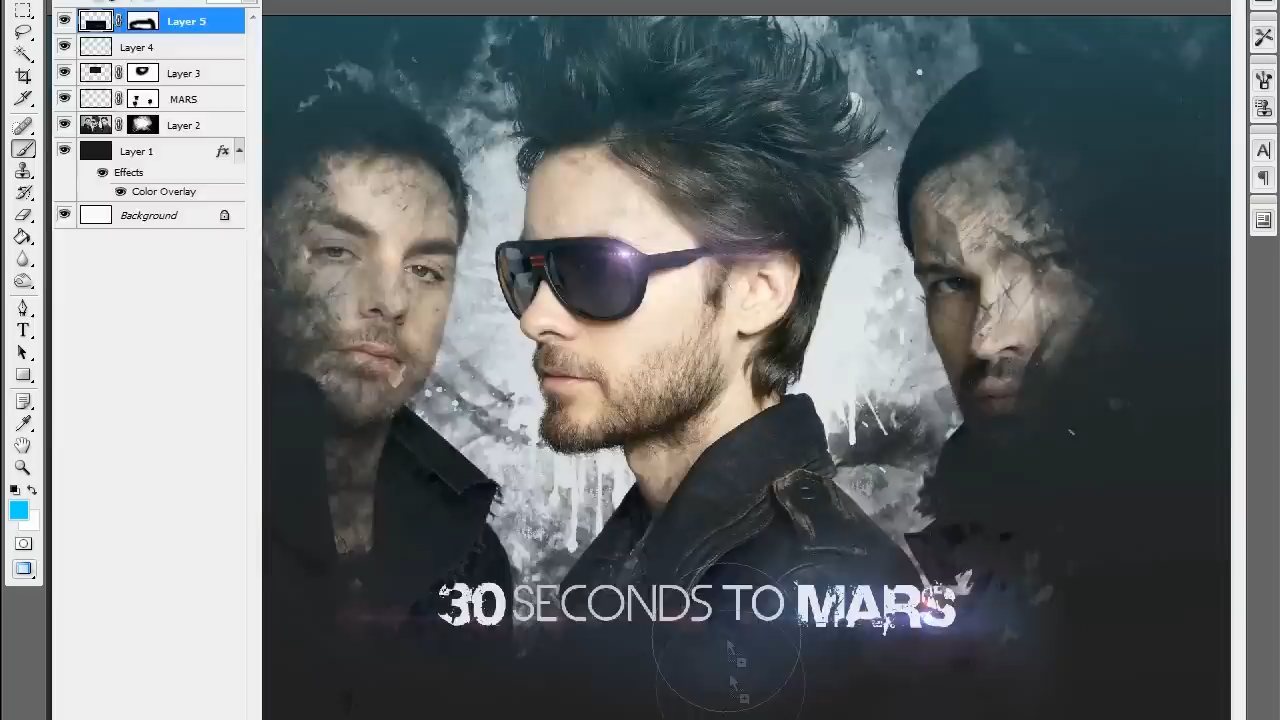 Layer 5
Layer 4
Layer 3
MARS
Layer 2
Layer 1 fx
Effects
Color Overlay
Background
T
A
30 SECONDS TO MARS